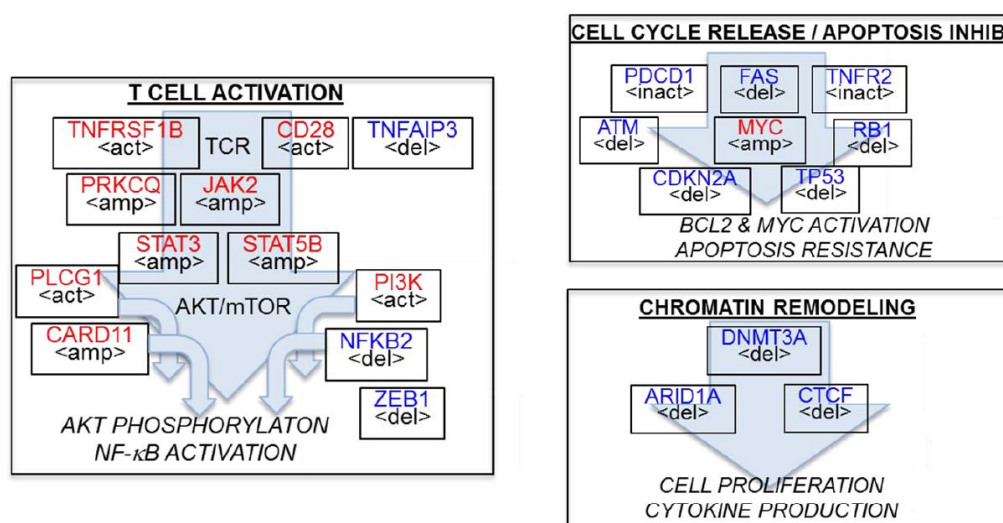 T CELL ACTIVATION
TNFRSF1B
<act>
TCR
CD28
<act>
TNFAIP3
<del>
PRKCQ
<amp>
JAK2
<amp>
STAT3
<amp>
STAT5B
<amp>
PLCG1
<act>
AKT/mTOR
PI3K
<act>
CARD11
<amp>
NFKB2
<del>
ZEB1
<del>
AKT PHOSPHORYLATON
NF-κB ACTIVATION
CELL CYCLE RELEASE / APOPTOSIS INHIB
PDCD1
<inact>
FAS
<del>
TNFR2
<inact>
ATM
<del>
MYC
<amp>
RB1
<del>
CDKN2A
<del>
TP53
<del>
BCL2 & MYC ACTIVATION
APOPTOSIS RESISTANCE
CHROMATIN REMODELING
DNMT3A
<del>
ARID1A
<del>
CTCF
<del>
CELL PROLIFERATION
CYTOKINE PRODUCTION